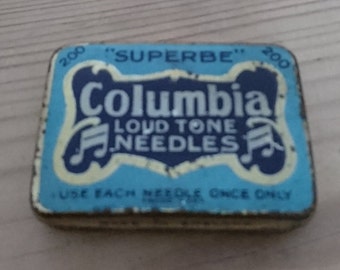 200 "SUPERBE" 200
Columbia
LOUD TONE
NEEDLES
USE EACH NEEDLE ONCE ONLY